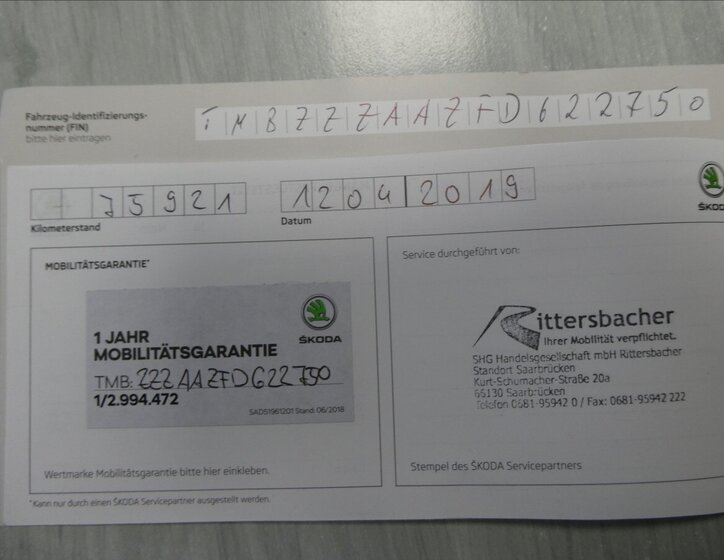 Fahrzeug-Identifizierungs-
nummer (FIN)
bitte hier eintragen
TMBZZZAAZFD622750
75921
12042019
Kilometerstand
Datum
ŠKOD
MOBILITÄTSGARANTIE*
1 JAHR
MOBILITÄTSGARANTIE
ŠKODA
TMB: ZZZAAZFD622750
1/2.994.472
SAD51961201 Stand: 06/2018
Wertmarke Mobilitätsgarantie bitte hier einkleben.
*Kann nur durch einen ŠKODA Servicepartner ausgestellt werden.
Service durchgeführt von:
Rittersbacher
Ihrer Mobilität verpflichtet.
SHG Handelsgesellschaft mbH Rittersbacher
Standort Saarbrücken
Kurt-Schumacher-Straße 20a
66130 Saarbrücken
Telefon 0681-95942 0 / Fax: 0681-95942 222
Stempel des ŠKODA Servicepartners